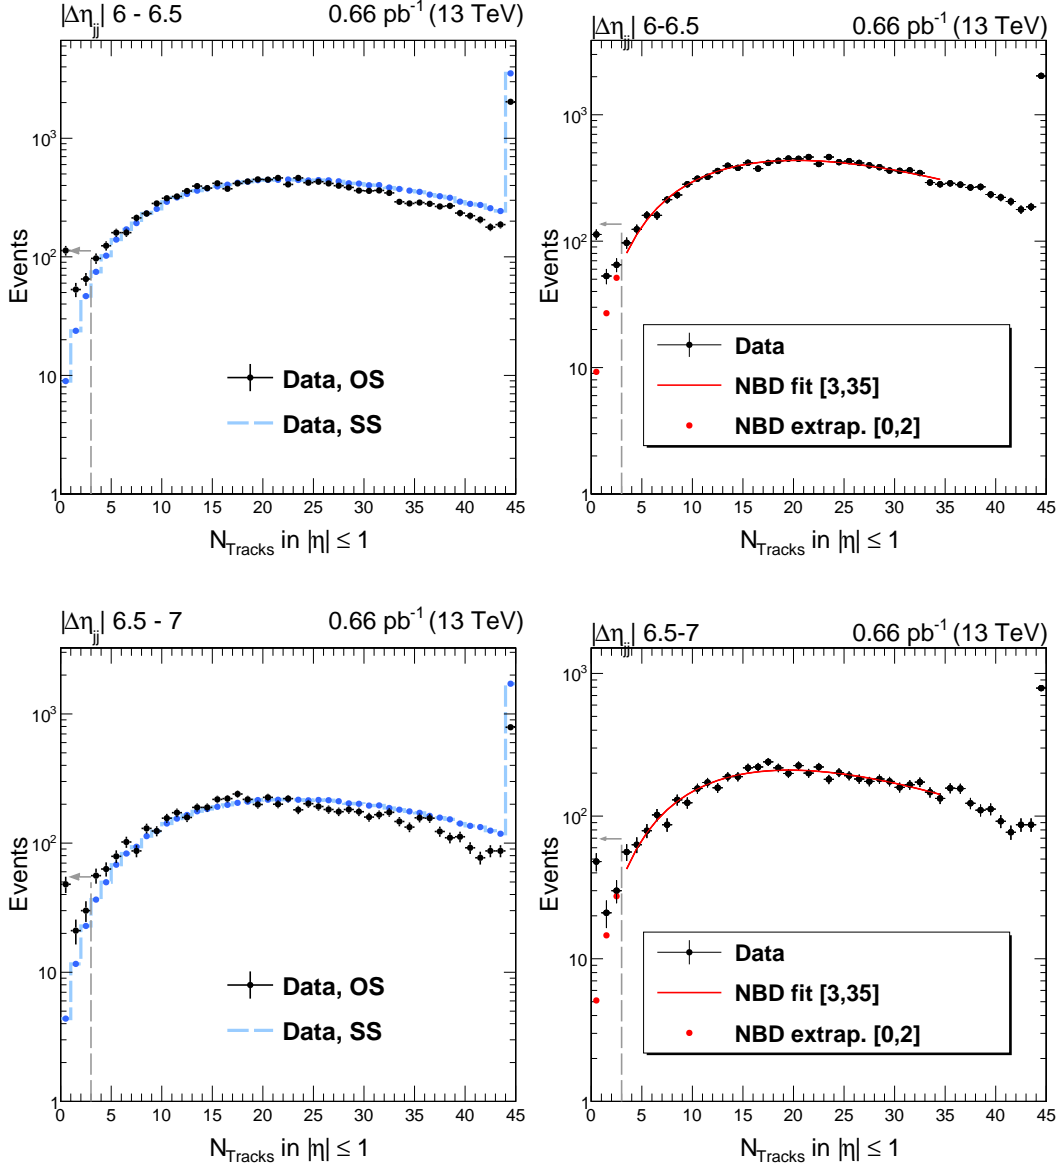 |Δη_jj| 6 - 6.5 0.66 pb⁻¹ (13 TeV)
Events
10³
10²
10
1
Data, OS
Data, SS
0 5 10 15 20 25 30 35 40 45
N_Tracks in |η| ≤ 1
|Δη_jj| 6-6.5 0.66 pb⁻¹ (13 TeV)
Events
10³
10²
10
1
Data
NBD fit [3,35]
NBD extrap. [0,2]
0 5 10 15 20 25 30 35 40 45
N_Tracks in |η| ≤ 1
|Δη_jj| 6.5 - 7 0.66 pb⁻¹ (13 TeV)
Events
10³
10²
10
1
Data, OS
Data, SS
0 5 10 15 20 25 30 35 40 45
N_Tracks in |η| ≤ 1
|Δη_jj| 6.5-7 0.66 pb⁻¹ (13 TeV)
Events
10³
10²
10
1
Data
NBD fit [3,35]
NBD extrap. [0,2]
0 5 10 15 20 25 30 35 40 45
N_Tracks in |η| ≤ 1